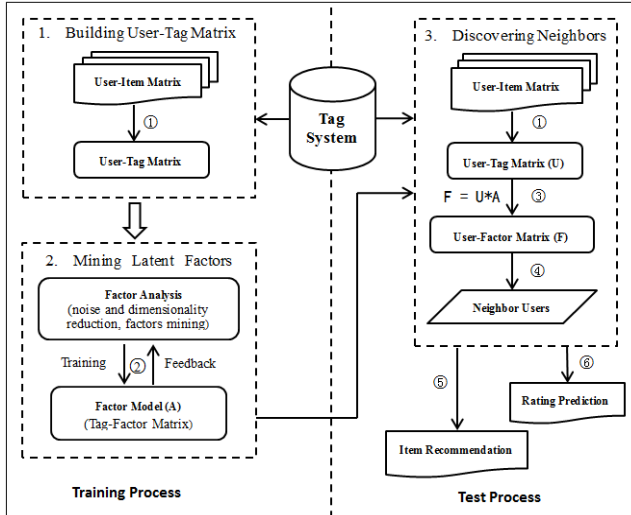 1. Building User-Tag Matrix
User-Item Matrix
①
User-Tag Matrix
2. Mining Latent Factors
Factor Analysis
(noise and dimensionality
reduction, factors mining)
Training
②
Feedback
Factor Model (A)
(Tag-Factor Matrix)
Training Process
Tag
System
3. Discovering Neighbors
User-Item Matrix
①
User-Tag Matrix (U)
F = U*A
③
User-Factor Matrix (F)
④
Neighbor Users
⑤
⑥
Rating Prediction
Item Recommendation
Test Process